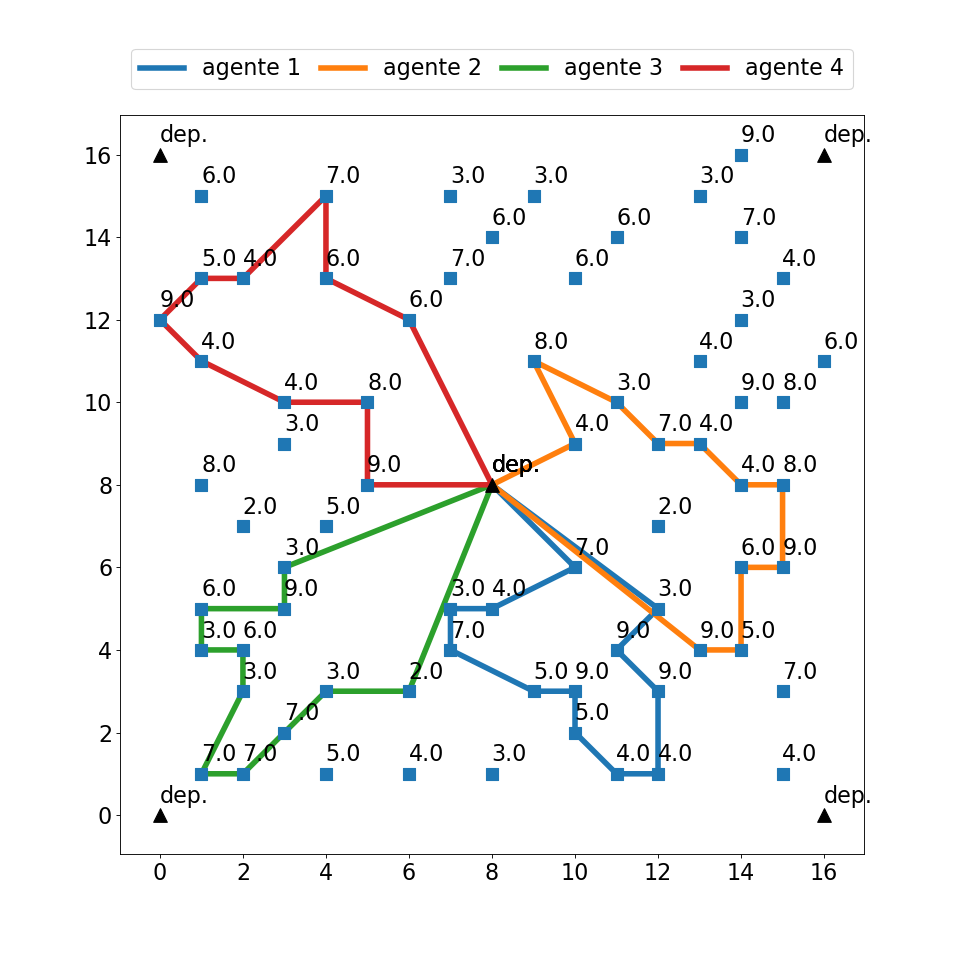 agente 1 agente 2 agente 3 agente 4
dep. 9.0 dep.
16
6.0 7.0 3.0 3.0 3.0
6.0 6.0 7.0
14
5.0 4.0 6.0 7.0 6.0 4.0
9.0 6.0 3.0
12
4.0 8.0 4.0 6.0
4.0 8.0 3.0 9.0 8.0
10
3.0 4.0 7.0 4.0
8.0 9.0 dep. 4.0 8.0
8
2.0 5.0 2.0
3.0 7.0 6.0 9.0
6
6.0 9.0 3.0 4.0 3.0
3.0 6.0 7.0 9.0 9.0 5.0
4
3.0 3.0 2.0 5.0 9.0 9.0 7.0
7.0 5.0
2
7.0 7.0 5.0 4.0 3.0 4.0 4.0 4.0
dep. dep.
0
0 2 4 6 8 10 12 14 16